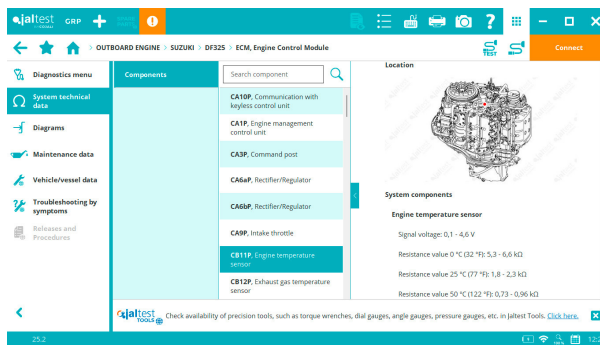 jaltest GRP
Connect
OUTBOARD ENGINE > SUZUKI > DF325 > ECM, Engine Control Module
TEST
Diagnostics menu
System technical data
Diagrams
Maintenance data
Vehicle/vessel data
Troubleshooting by symptoms
Releases and Procedures
Components
Search component
CA10P, Communication with
keyless control unit
CA1P, Engine management
control unit
CA3P, Command post
CA6aP, Rectifier/Regulator
CA6bP, Rectifier/Regulator
CA9P, Intake throttle
CB11P, Engine temperature
sensor
CB12P, Exhaust gas temperature
sensor
Location
System components
Engine temperature sensor
Signal voltage: 0,1 - 4,6 V
Resistance value 0 °C (32 °F): 5,3 - 6,6 kΩ
Resistance value 25 °C (77 °F): 1,8 - 2,3 kΩ
Resistance value 50 °C (122 °F): 0,73 - 0,96 kΩ
jaltest TOOLS
Check availability of precision tools, such as torque wrenches, dial gauges, angle gauges, pressure gauges, etc. in Jaltest Tools. Click here.
25.2